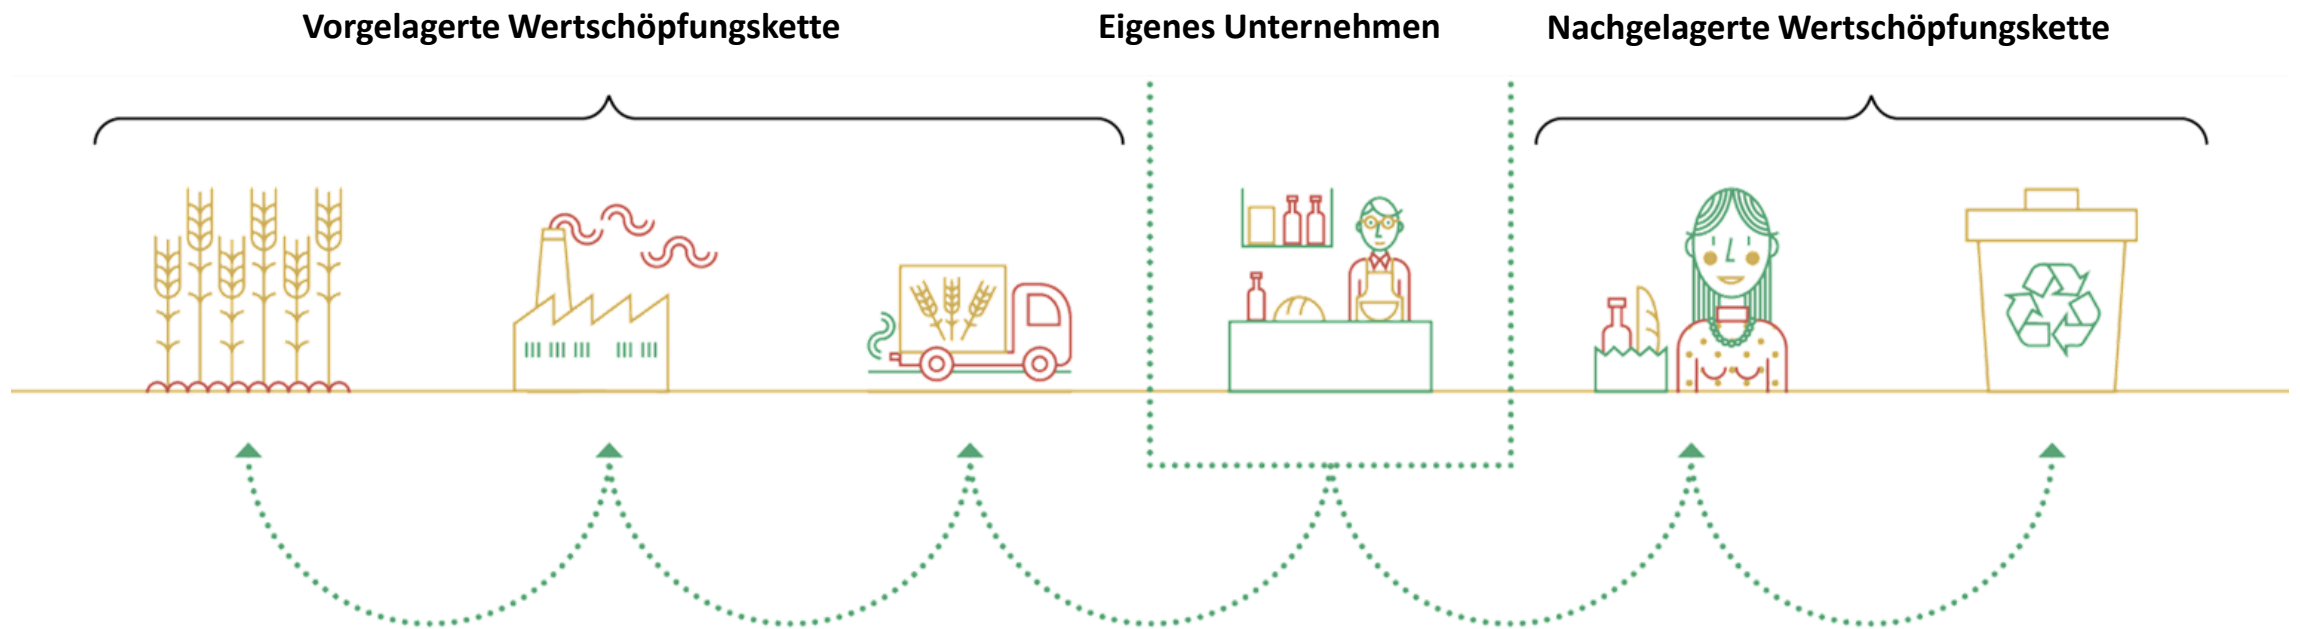 Vorgelagerte Wertschöpfungskette
Eigenes Unternehmen
Nachgelagerte Wertschöpfungskette